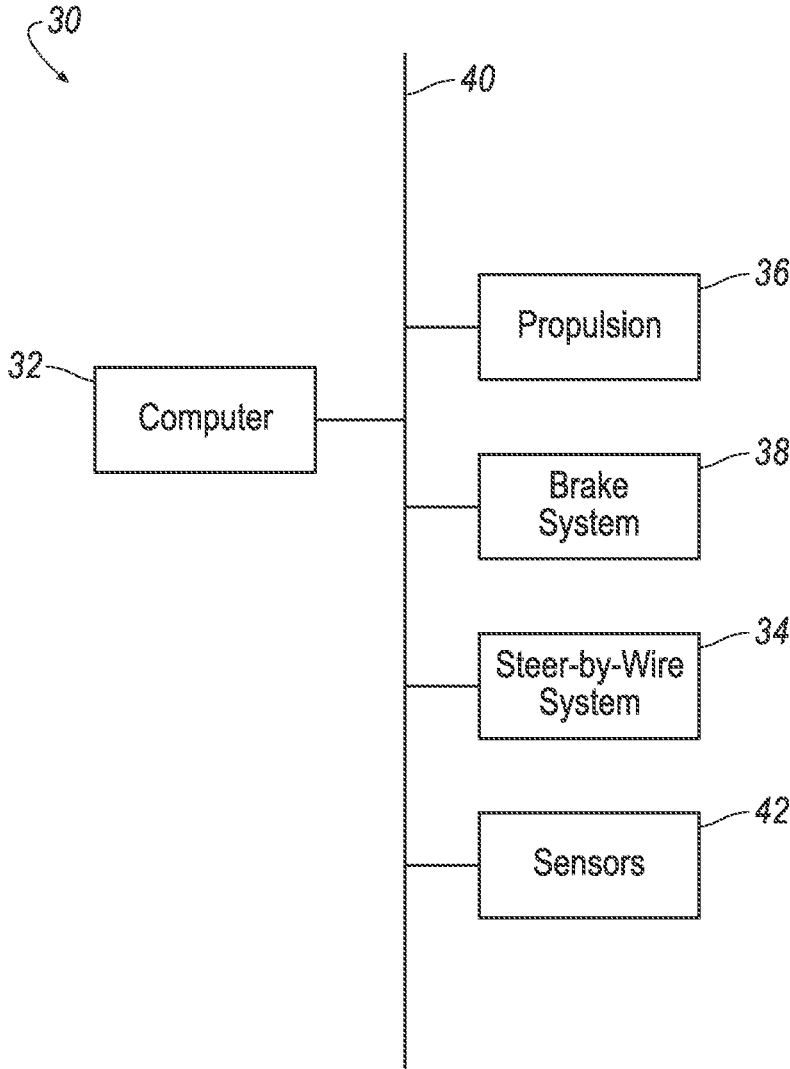 30
40
36
Propulsion
32
Computer
38
Brake
System
34
Steer-by-Wire
System
42
Sensors